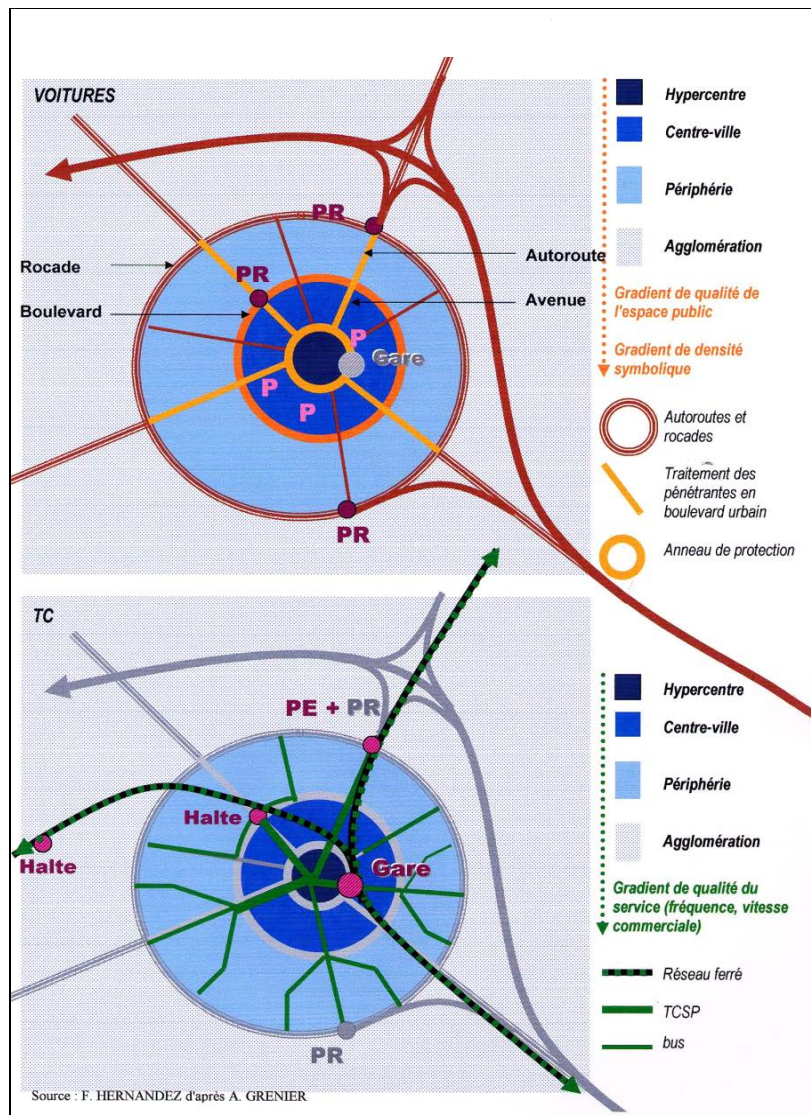 VOITURES
PR
Rocade
Autoroute
PR
Boulevard
Avenue
P
Gare
P
P
PR
Hypercentre
Centre-ville
Périphérie
Agglomération
Gradient de qualité de
l'espace public
Gradient de densité
symbolique
Autoroutes et
rocades
Traitement des
pénétrantes en
boulevard urbain
Anneau de protection
TC
PE + PR
Halte
Halte
Gare
PR
Hypercentre
Centre-ville
Périphérie
Agglomération
Gradient de qualité du
service (fréquence, vitesse
commerciale)
Réseau ferré
TCSP
bus
Source : F. HERNANDEZ d'après A. GRENIER